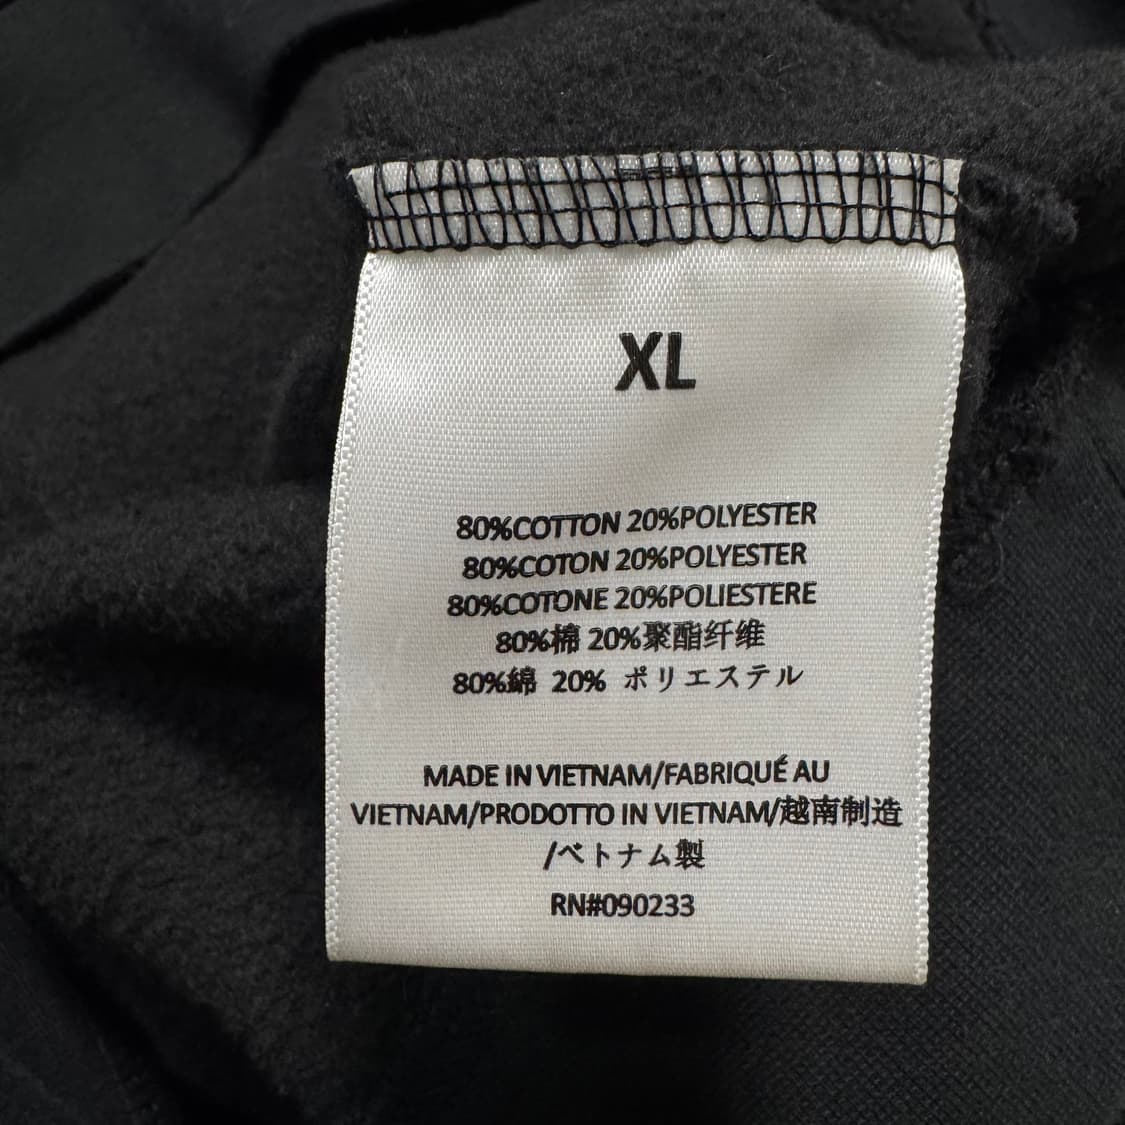 XL
80%COTTON 20%POLYESTER
80%COTON 20%POLYESTER
80%COTONE 20%POLIESTERE
80%棉 20%聚酯纤维
80%綿 20% ポリエステル
MADE IN VIETNAM/FABRIQUÉ AU
VIETNAM/PRODOTTO IN VIETNAM/越南制造
/ベトナム製
RN#090233